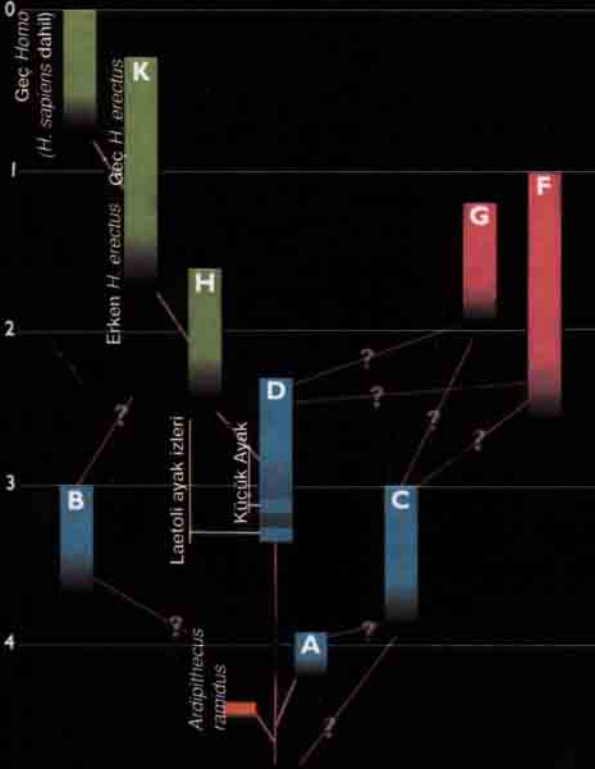 0
Geç Homo
(H. sapiens dahil)
K
Geç H. erectus
Erken H. erectus
1
F
G
H
2
?
D
?
?
?
?
Laetoli ayak izleri
Küçük Ayak
3
B
C
?
?
4
A
Ardipithecus
ramidus
?